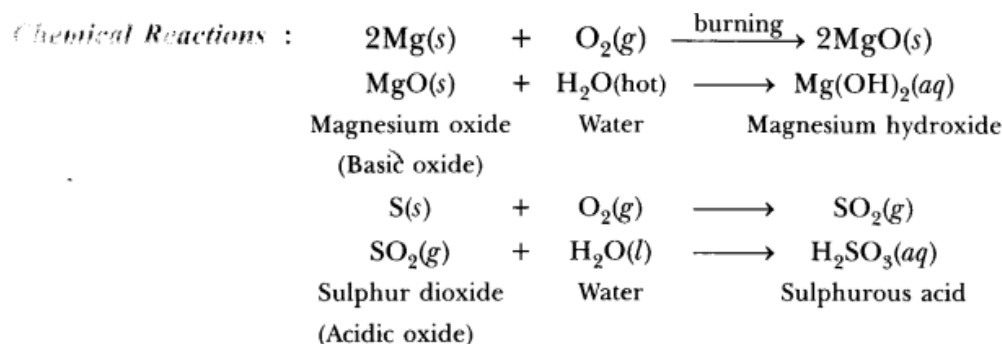 Chemical Reactions : 2Mg(s) + O₂(g) burning⟶ 2MgO(s)
MgO(s) + H₂O(hot) ⟶ Mg(OH)₂(aq)
Magnesium oxide Water Magnesium hydroxide
(Basic oxide)
S(s) + O₂(g) ⟶ SO₂(g)
SO₂(g) + H₂O(l) ⟶ H₂SO₃(aq)
Sulphur dioxide Water Sulphurous acid
(Acidic oxide)